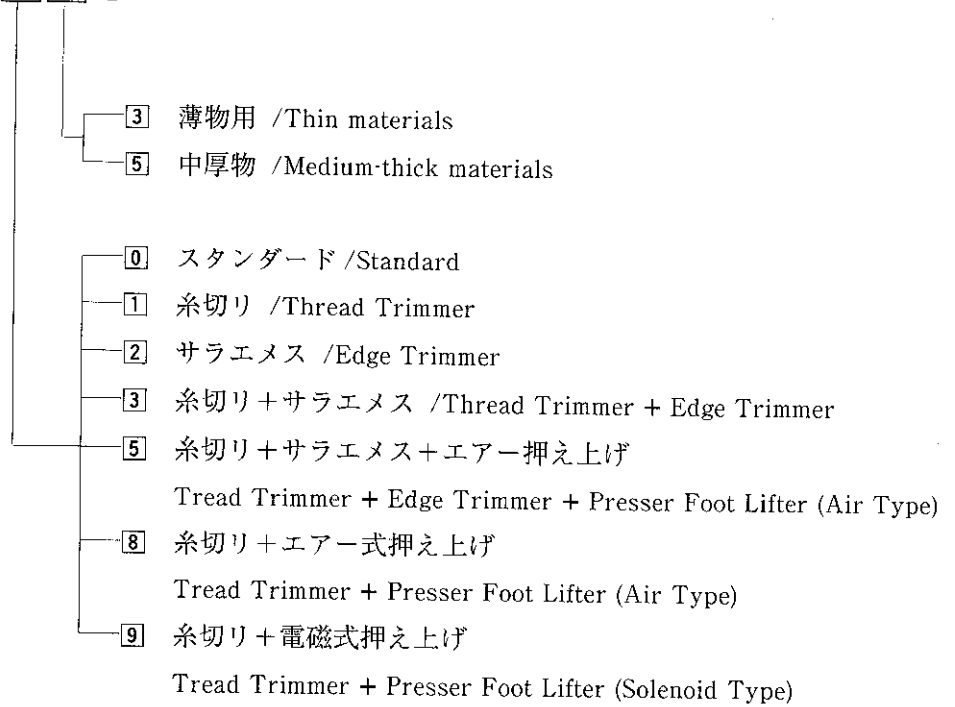 3 薄物用 /Thin materials
5 中厚物 /Medium-thick materials
0 スタンダード /Standard
1 糸切リ /Thread Trimmer
2 サラエメス /Edge Trimmer
3 糸切リ+サラエメス /Thread Trimmer + Edge Trimmer
5 糸切リ+サラエメス+エアー押え上げ
Tread Trimmer + Edge Trimmer + Presser Foot Lifter (Air Type)
8 糸切リ+エアー式押え上げ
Tread Trimmer + Presser Foot Lifter (Air Type)
9 糸切リ+電磁式押え上げ
Tread Trimmer + Presser Foot Lifter (Solenoid Type)